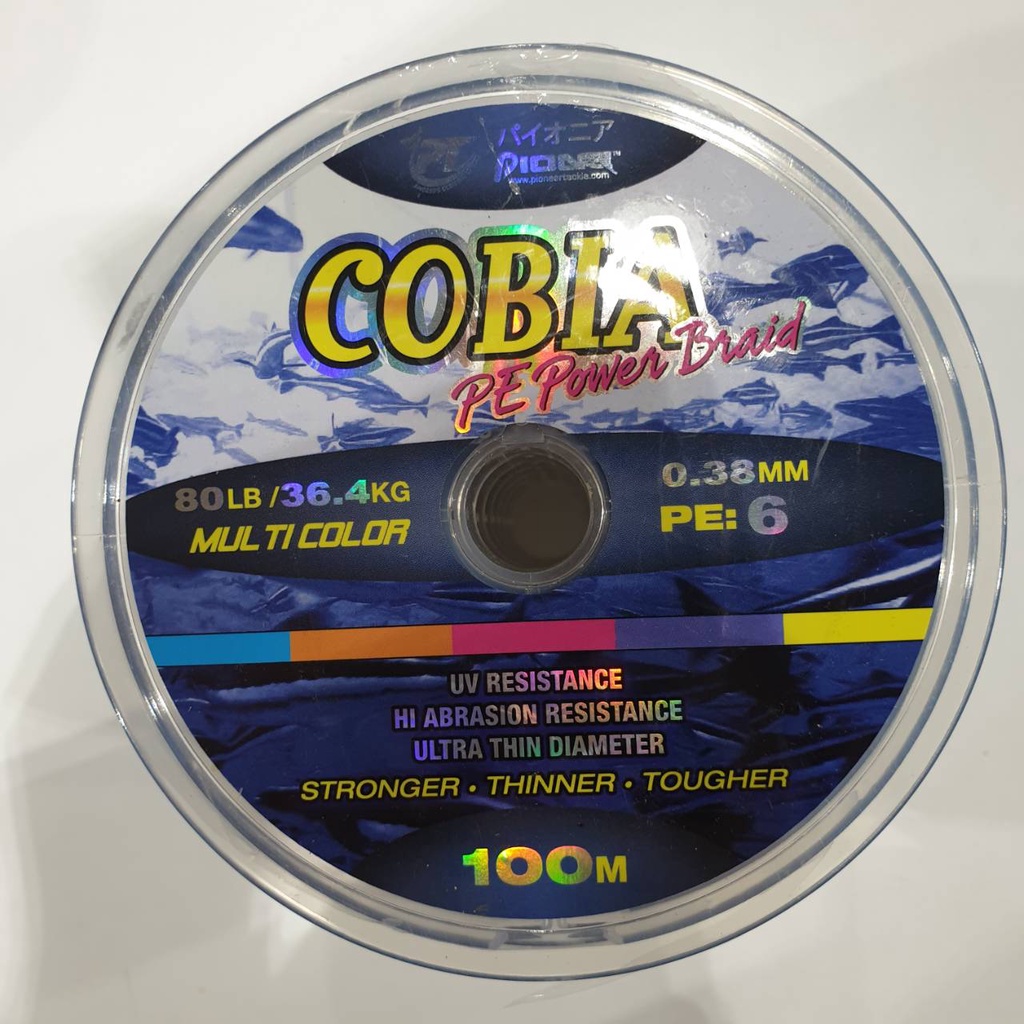 パイオニア
PIONEER
www.pioneertackle.com
COBIA
PE Power Braid
80LB /36.4KG
MULTI COLOR
0.38MM
PE: 6
UV RESISTANCE
HI ABRASION RESISTANCE
ULTRA THIN DIAMETER
STRONGER • THINNER • TOUGHER
100M